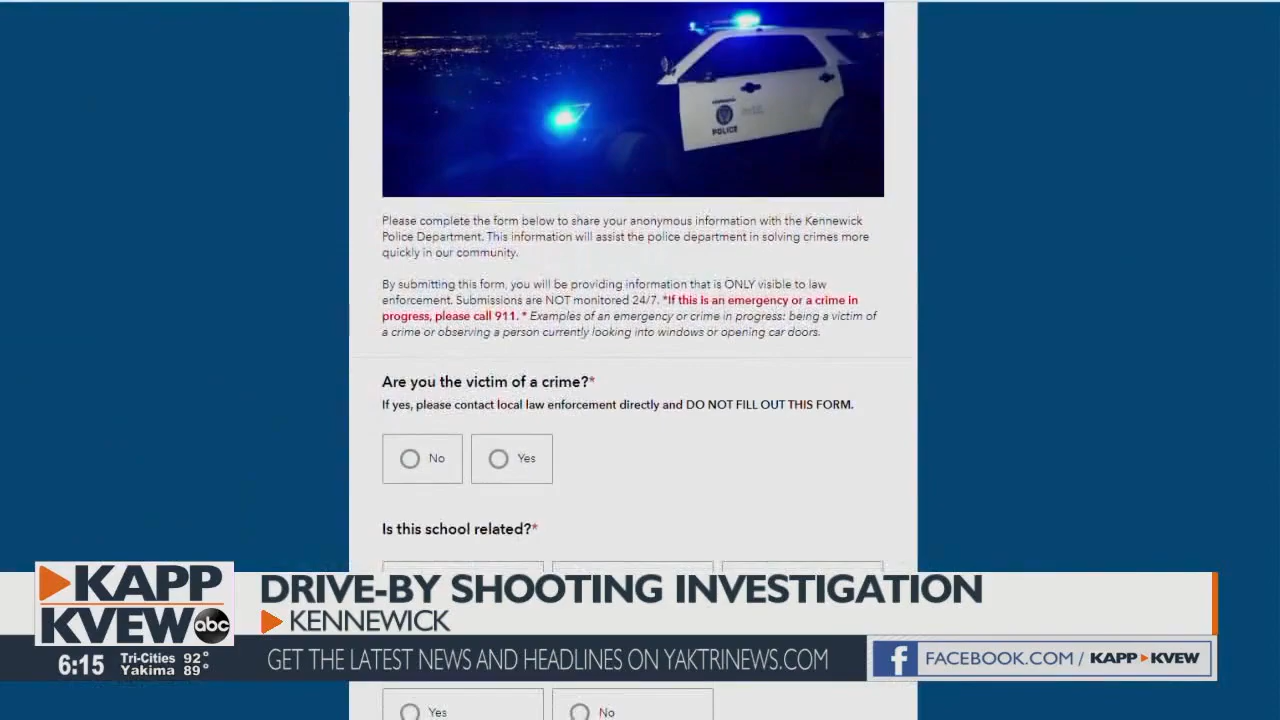 POLICE
Please complete the form below to share your anonymous information with the Kennewick
Police Department. This information will assist the police department in solving crimes more
quickly in our community.
By submitting this form, you will be providing information that is ONLY visible to law
enforcement. Submissions are NOT monitored 24/7. *If this is an emergency or a crime in
progress, please call 911. * Examples of an emergency or crime in progress: being a victim of
a crime or observing a person currently looking into windows or opening car doors.
Are you the victim of a crime?*
If yes, please contact local law enforcement directly and DO NOT FILL OUT THIS FORM.
No Yes
Is this school related?*
KAPP
KVEW abc
DRIVE-BY SHOOTING INVESTIGATION
KENNEWICK
6:15
Tri-Cities 92°
Yakima 89°
GET THE LATEST NEWS AND HEADLINES ON YAKTRINEWS.COM
f FACEBOOK.COM / KAPP KVEW
Yes No